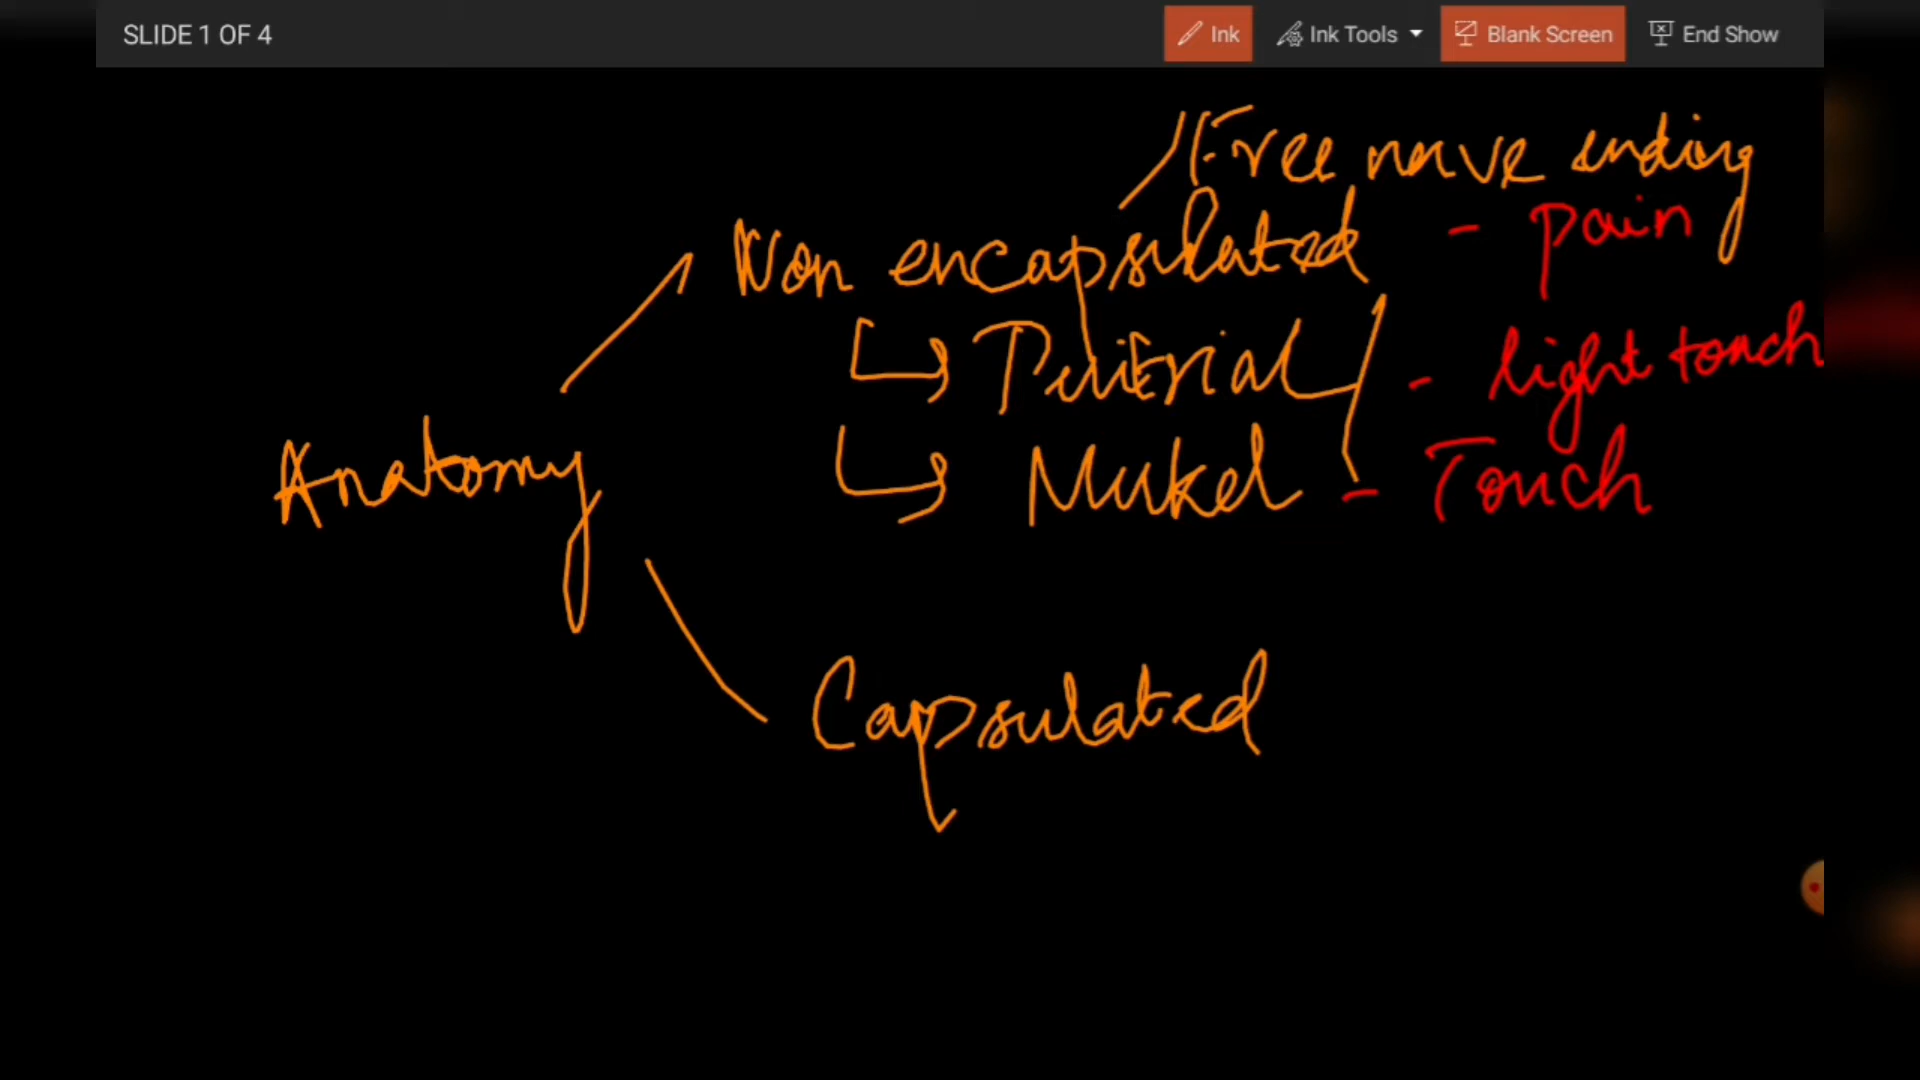 SLIDE 1 OF 4
Ink
Ink Tools
Blank Screen
End Show
Free nerve ending
Non encapsulated - pain
- light touch
Merkel - Touch
Anatomy
Capsulated